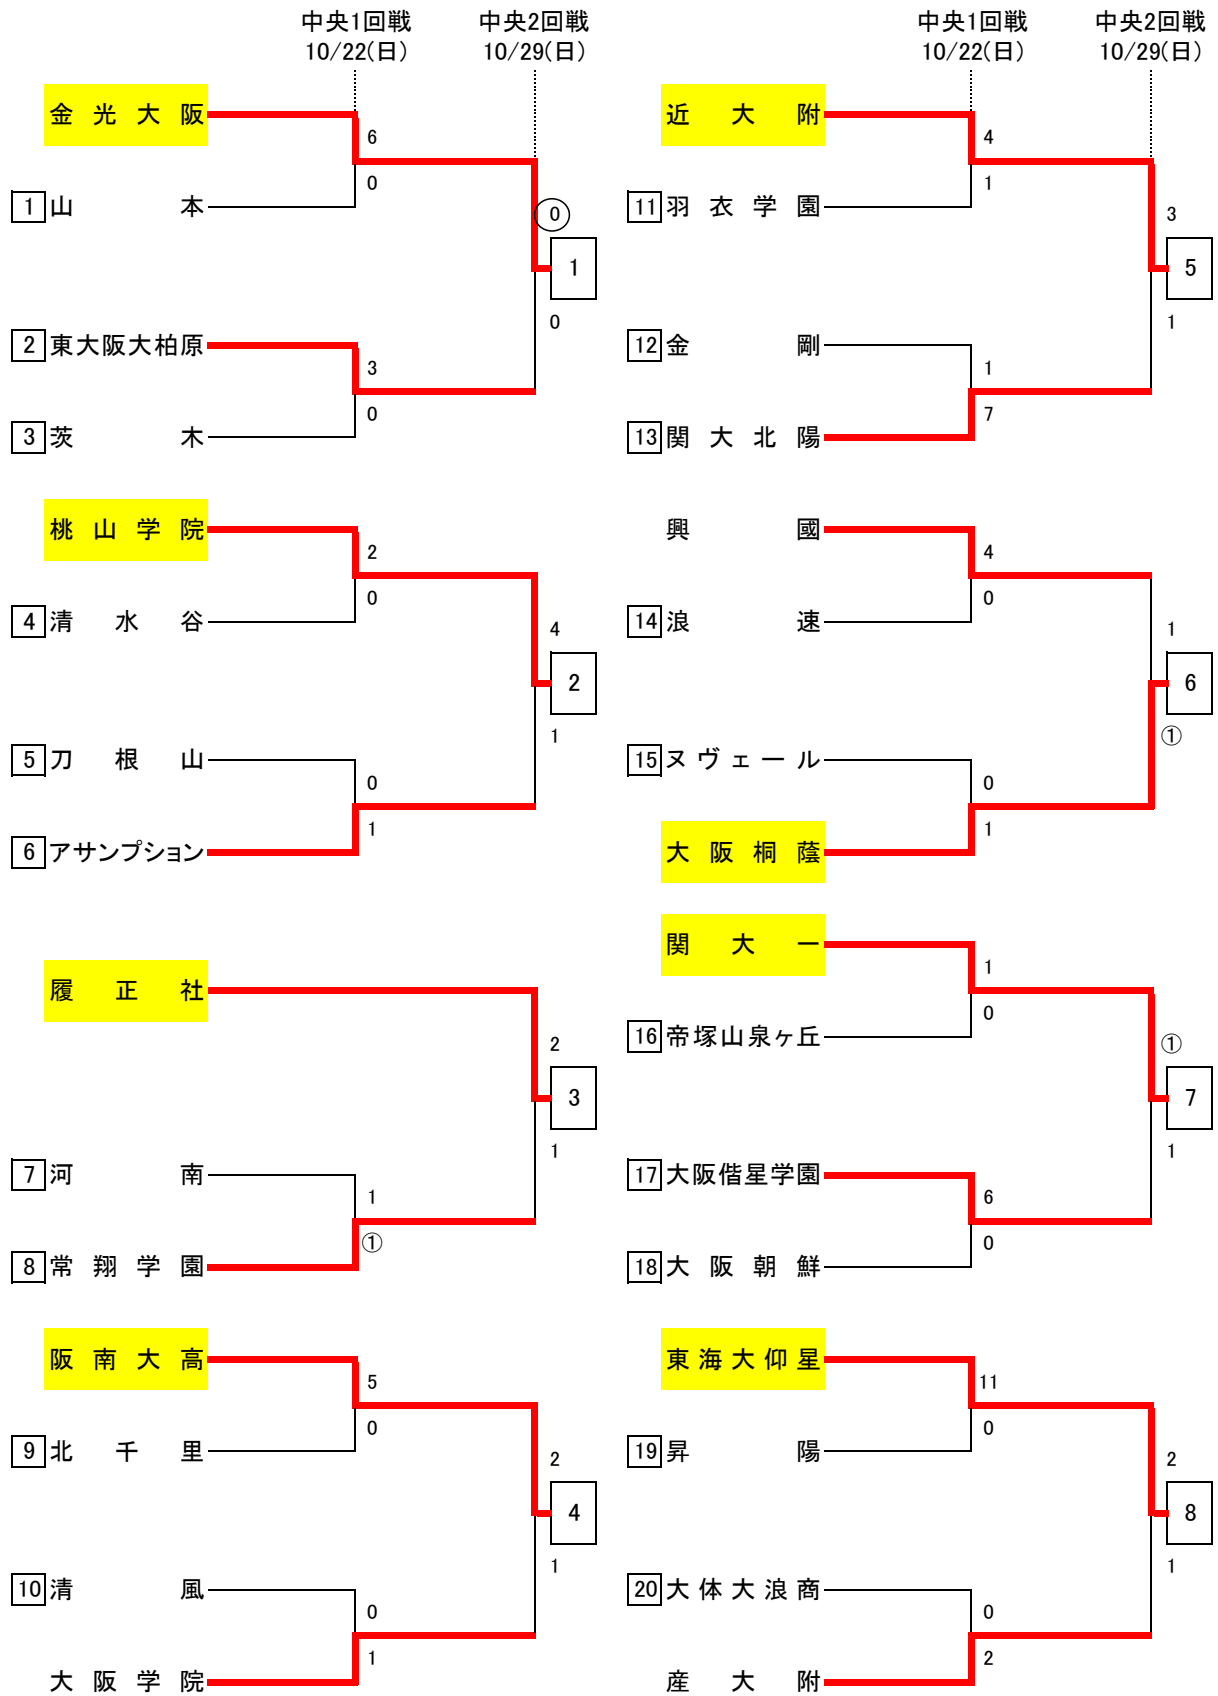 中央1回戦
10/22(日)
中央2回戦
10/29(日)
金光大阪
6
0
1 山本
⓪
1
0
2 東大阪大柏原
3
0
3 茨木
桃山学院
2
0
4 清水谷
4
2
1
5 刀根山
0
1
6 アサンプション
履正社
2
3
1
7 河南
1
①
8 常翔学園
阪南大高
5
0
9 北千里
2
4
1
10 清風
0
1
大阪学院
中央1回戦
10/22(日)
中央2回戦
10/29(日)
近大附
4
1
11 羽衣学園
3
5
1
12 金剛
1
7
13 関大北陽
興國
4
0
14 浪速
1
6
①
15 ヌヴェール
0
1
大阪桐蔭
関大一
1
0
16 帝塚山泉ヶ丘
①
7
1
17 大阪偕星学園
6
0
18 大阪朝鮮
東海大仰星
11
0
19 昇陽
2
8
1
20 大体大浪商
0
2
産大附